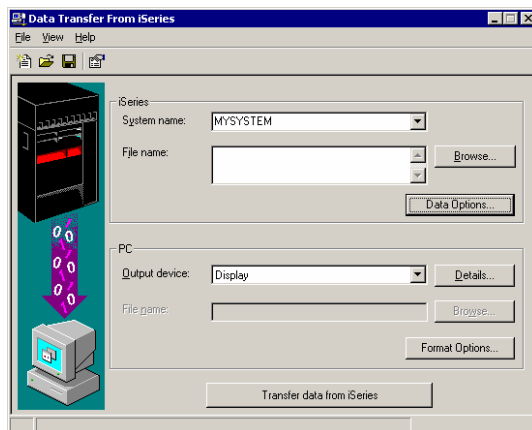 Data Transfer From iSeries
File View Help
iSeries
System name: MYSYSTEM
File name: Browse...
Data Options...
PC
Output device: Display Details...
File name: Browse...
Format Options...
Transfer data from iSeries